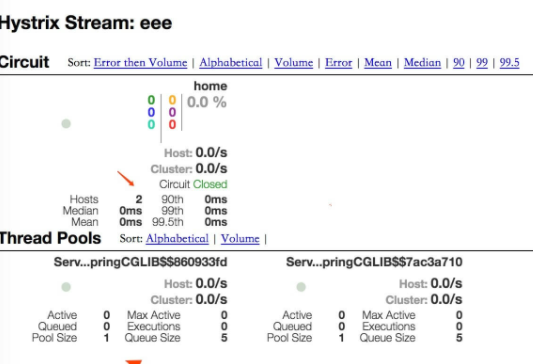 Hystrix Stream: eee
Circuit Sort: Error then Volume | Alphabetical | Volume | Error | Mean | Median | 90 | 99 | 99.5
home
0 0 0.0 %
0 0
0 0
Host: 0.0/s
Cluster: 0.0/s
Circuit Closed
Hosts 2 90th 0ms
Median 0ms 99th 0ms
Mean 0ms 99.5th 0ms
Thread Pools Sort: Alphabetical | Volume |
Serv...pringCGLIB$$860933fd Serv...pringCGLIB$$7ac3a710
Host: 0.0/s Host: 0.0/s
Cluster: 0.0/s Cluster: 0.0/s
Active 0 Max Active 0 Active 0 Max Active 0
Queued 0 Executions 0 Queued 0 Executions 0
Pool Size 1 Queue Size 5 Pool Size 1 Queue Size 5